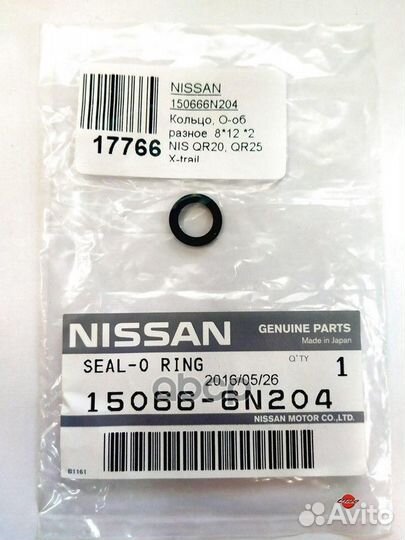 NISSAN
150666N204
Кольцо, О-об
разное 8*12 *2
NIS QR20, QR25
X-trail
17766
NISSAN
GENUINE PARTS
Made in Japan
SEAL-O RING
Q'TY
1
2016/05/26
15066-6N204
NISSAN MOTOR CO.,LTD.
B1161
Avito